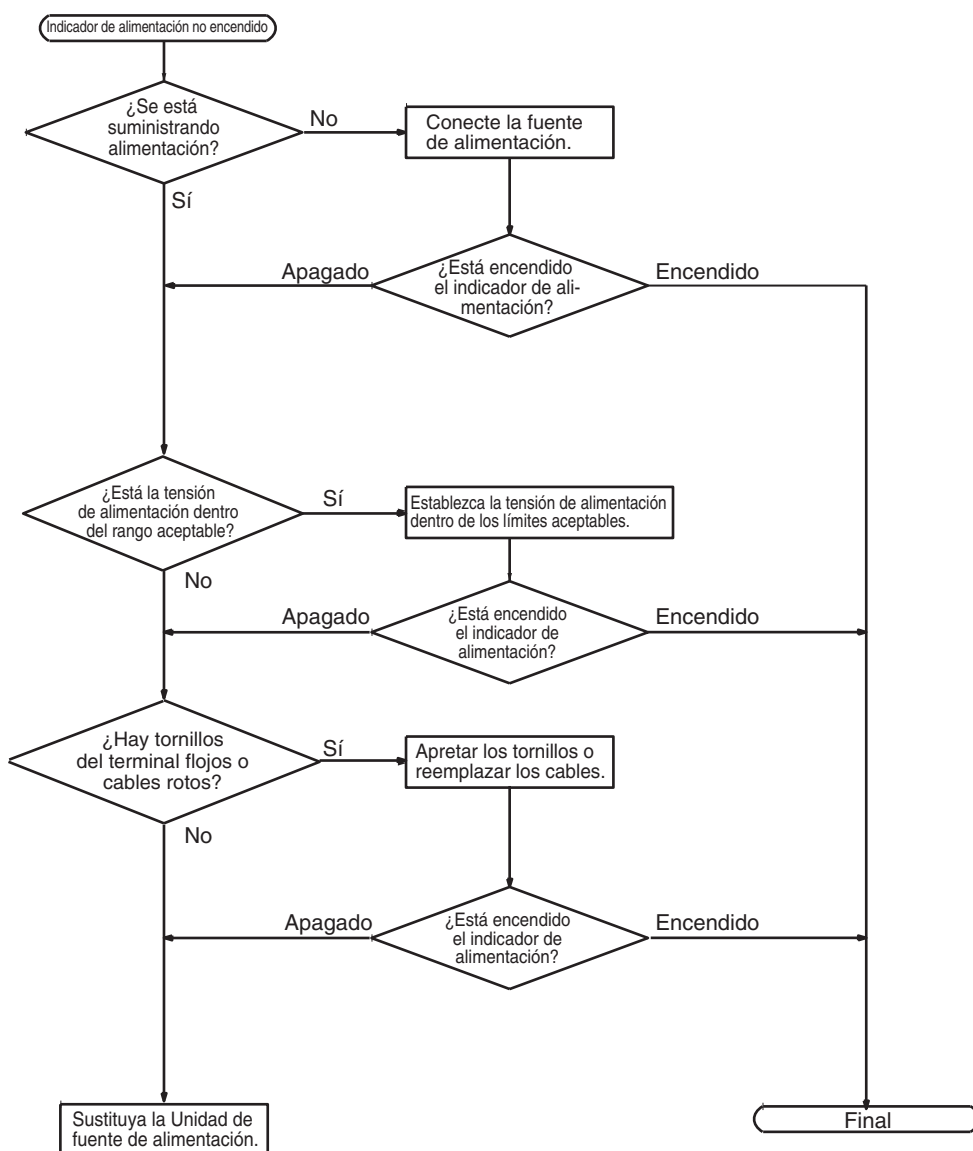 Indicador de alimentación no encendido
¿Se está
suministrando
alimentación?
No
Conecte la fuente
de alimentación.
Sí
Apagado
¿Está encendido
el indicador de ali-
mentación?
Encendido
¿Está la tensión
de alimentación dentro
del rango aceptable?
Sí
Establezca la tensión de alimentación
dentro de los límites aceptables.
No
Apagado
¿Está encendido
el indicador de
alimentación?
Encendido
¿Hay tornillos
del terminal flojos o
cables rotos?
Sí
Apretar los tornillos o
reemplazar los cables.
No
Apagado
¿Está encendido
el indicador de
alimentación?
Encendido
Sustituya la Unidad de
fuente de alimentación.
Final